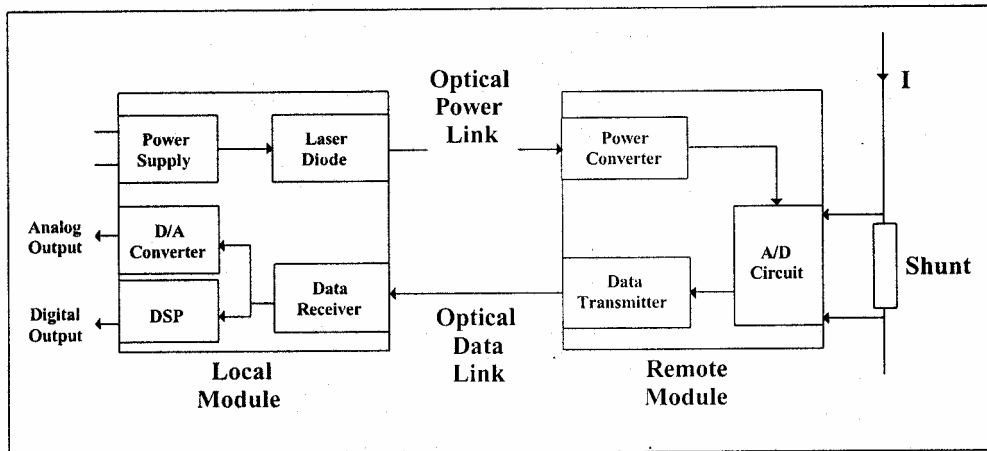 Optical
Power
Link
I
Power
Supply
Laser
Diode
Power
Converter
Analog
Output
D/A
Converter
A/D
Circuit
Shunt
Data
Receiver
Data
Transmitter
Digital
Output
DSP
Optical
Data
Link
Local
Module
Remote
Module